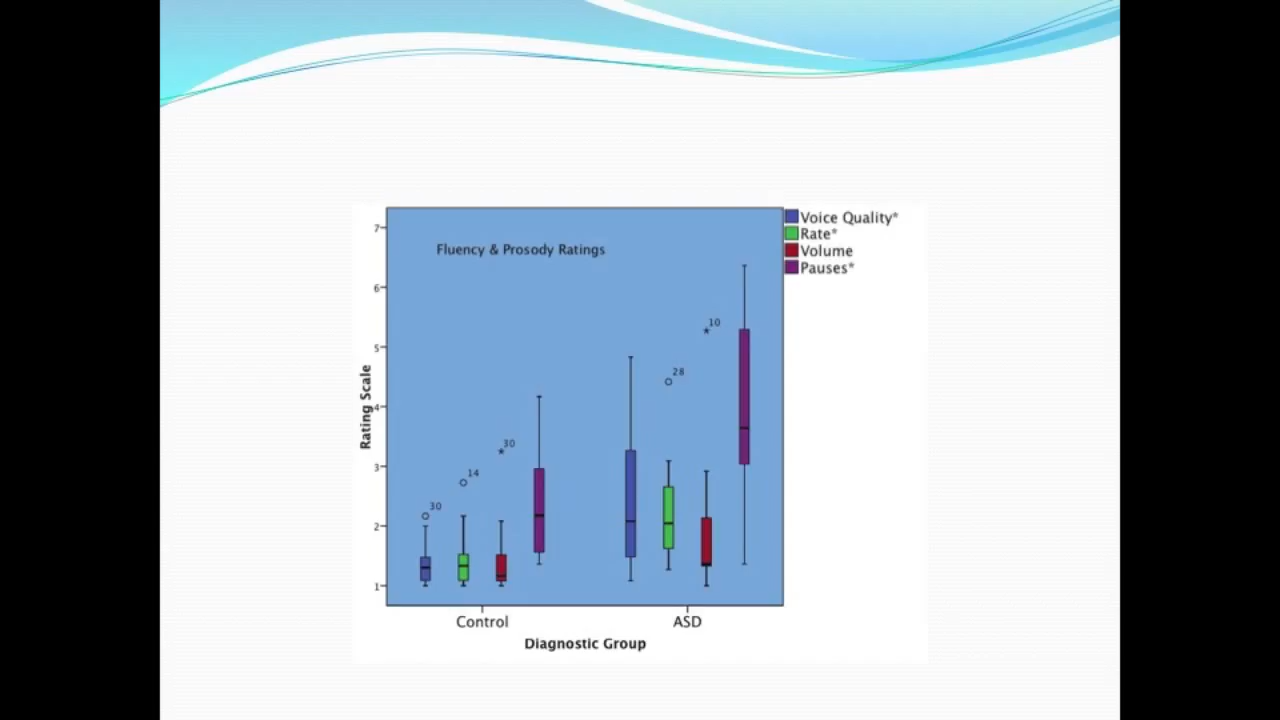 Fluency & Prosody Ratings
Voice Quality*
Rate*
Volume
Pauses*
Rating Scale
7
6
5
4
3
2
1
30
14
30
28
10
Control
ASD
Diagnostic Group